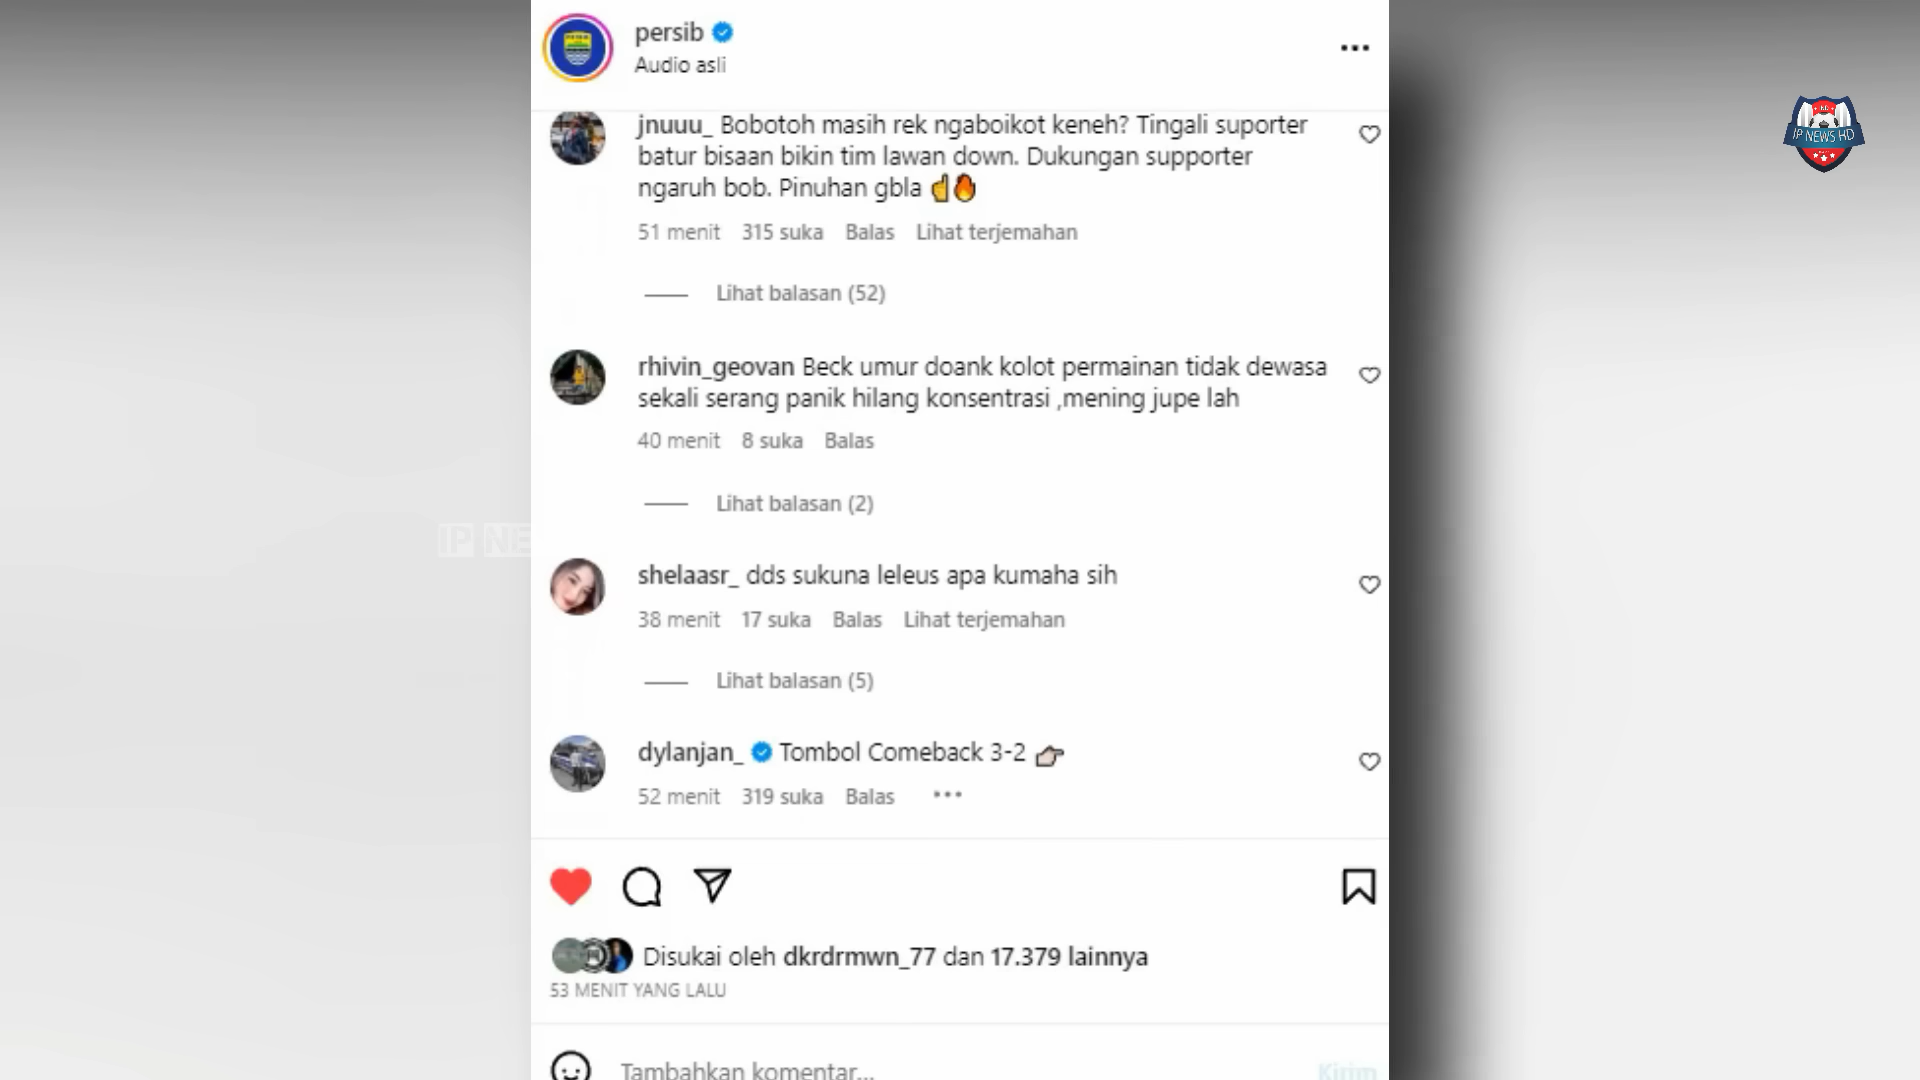 persib
Audio asli
IP NEWS HD
jnuuu_ Bobotoh masih rek ngaboikot keneh? Tingali suporter
batur bisaan bikin tim lawan down. Dukungan supporter
ngaruh bob. Pinuhan gbla ☝️🔥
51 menit 315 suka Balas Lihat terjemahan
Lihat balasan (52)
rhivin_geovan Beck umur doank kolot permainan tidak dewasa
sekali serang panik hilang konsentrasi ,mening jupe lah
40 menit 8 suka Balas
Lihat balasan (2)
IP NE
shelaasr_ dds sukuna leleus apa kumaha sih
38 menit 17 suka Balas Lihat terjemahan
Lihat balasan (5)
dylanjan_ Tombol Comeback 3-2 👉🏻
52 menit 319 suka Balas •••
Disukai oleh dkrdrmwn_77 dan 17.379 lainnya
53 MENIT YANG LALU
Tambahkan komentar...
Kirim